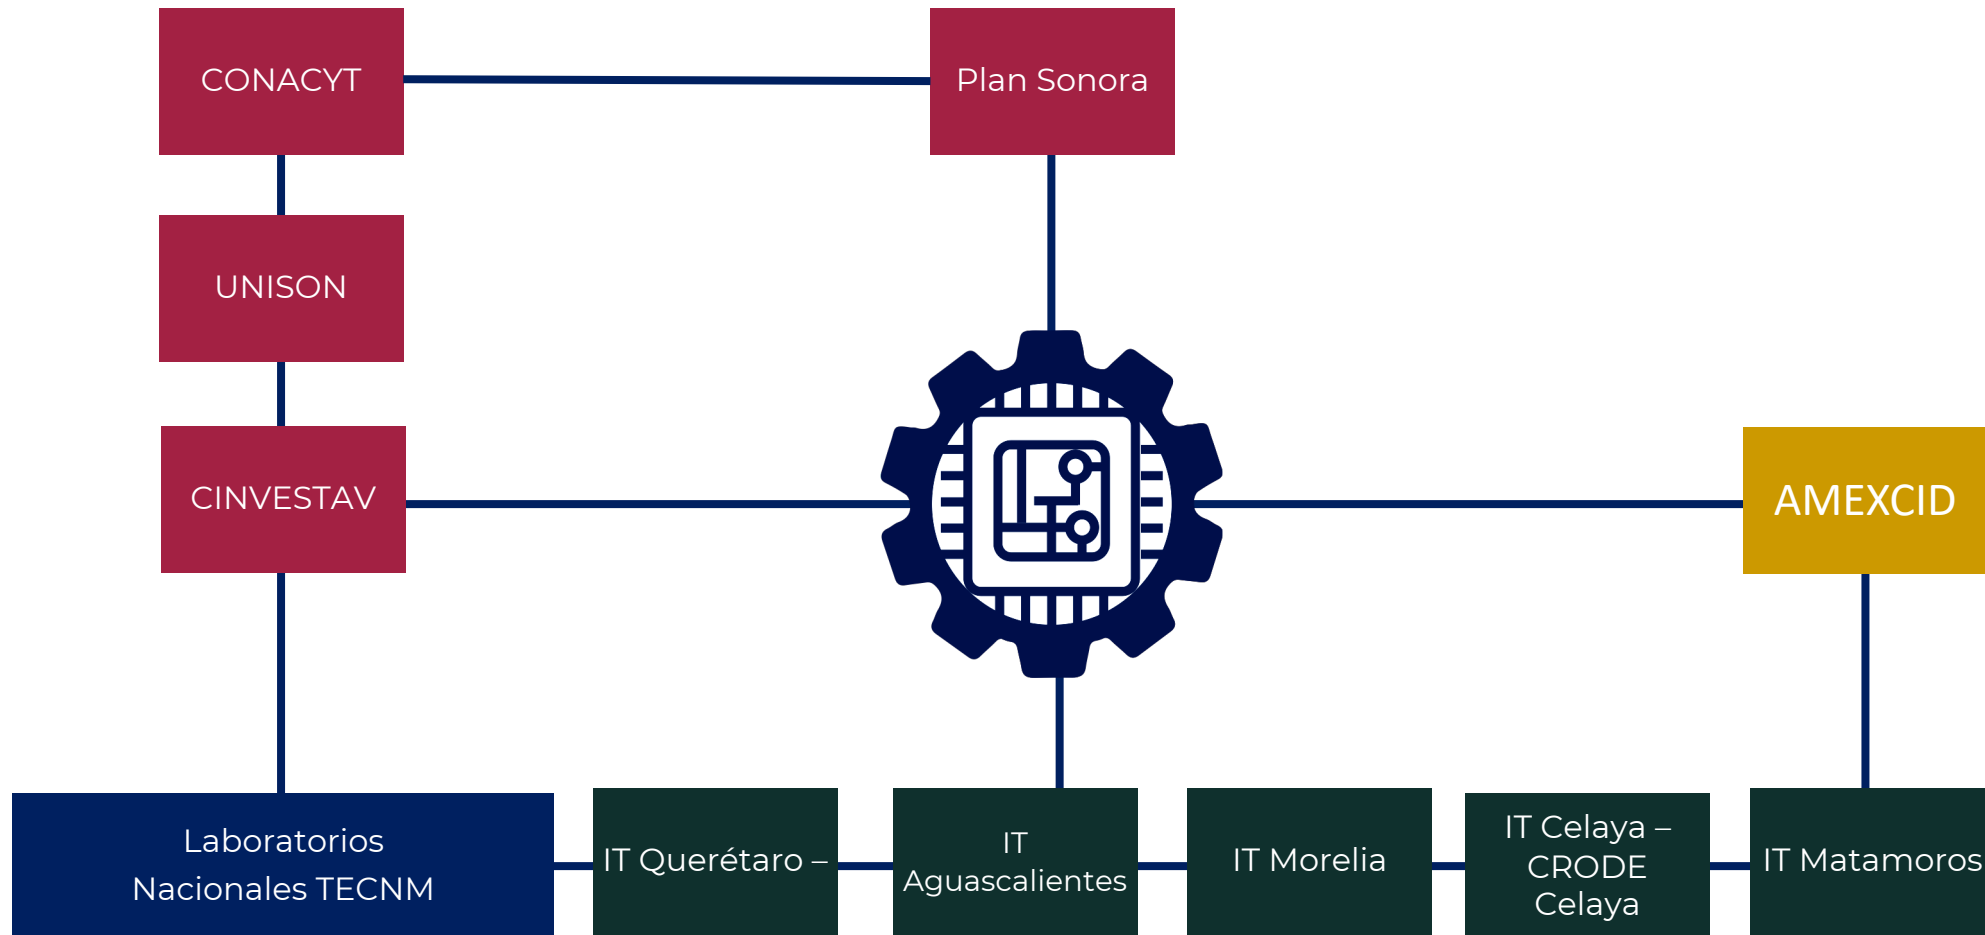 CONACYT
Plan Sonora
UNISON
CINVESTAV
AMEXCID
Laboratorios
Nacionales TECNM
IT Querétaro –
IT
Aguascalientes
IT Morelia
IT Celaya –
CRODE
Celaya
IT Matamoros